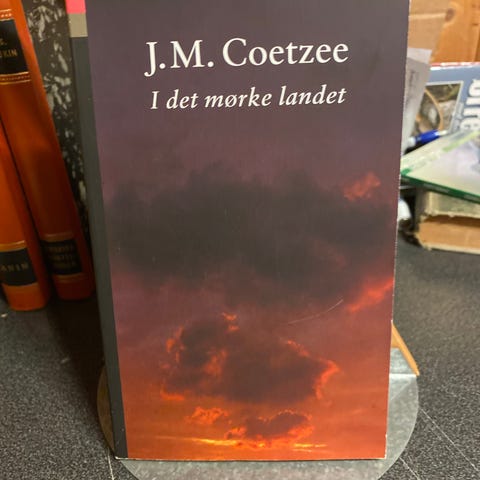 J.M. Coetzee
I det mørke landet